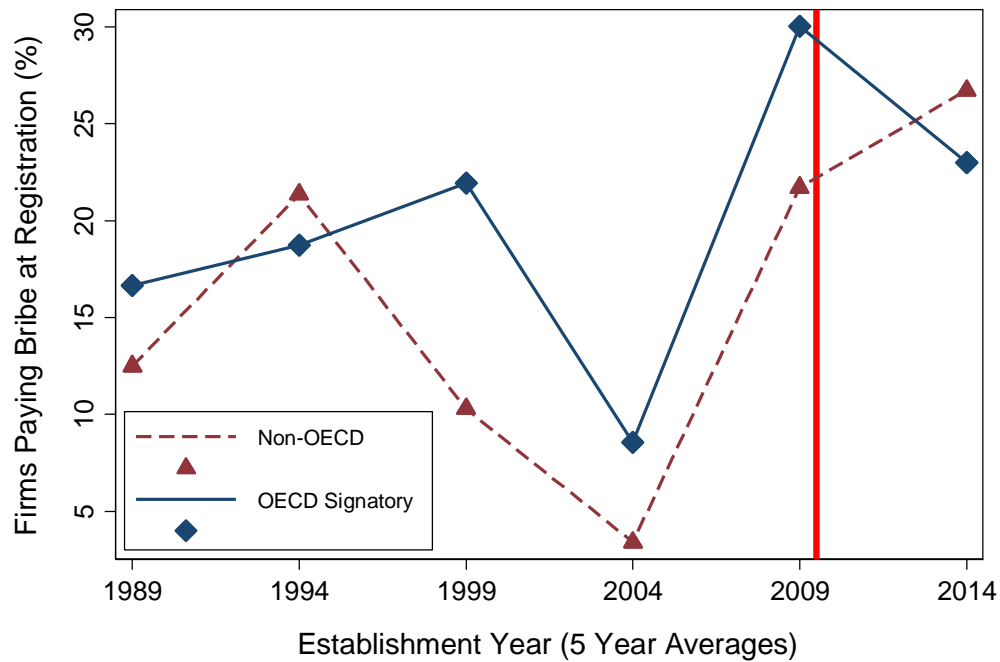 Firms Paying Bribe at Registration (%)
30
25
20
15
10
5
Non-OECD
OECD Signatory
1989 1994 1999 2004 2009 2014
Establishment Year (5 Year Averages)